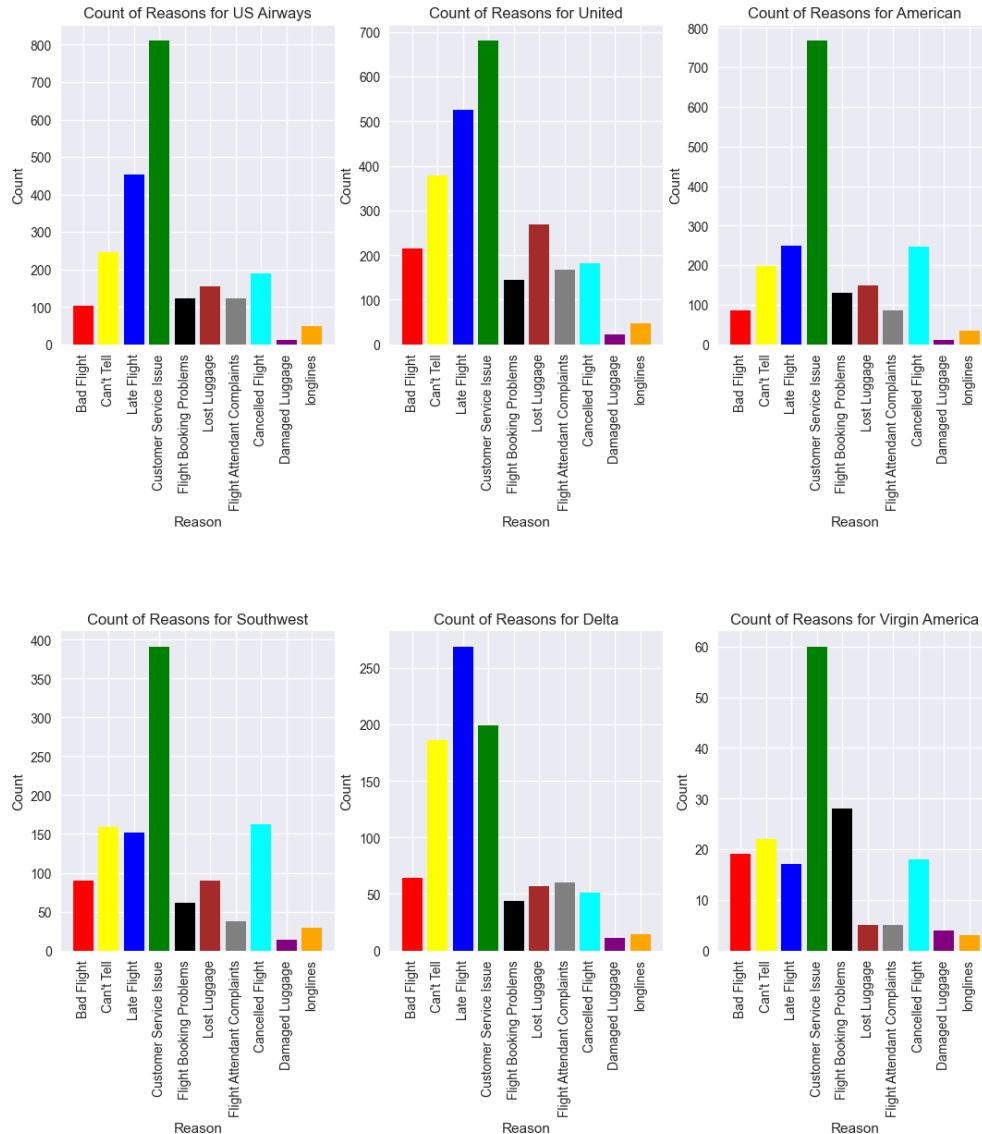 Count of Reasons for US Airways
800
700
600
500
400
300
200
100
0
Count
Bad Flight
Can't Tell
Late Flight
Customer Service Issue
Flight Booking Problems
Lost Luggage
Flight Attendant Complaints
Cancelled Flight
Damaged Luggage
longlines
Reason
Count of Reasons for United
700
600
500
400
300
200
100
0
Count
Bad Flight
Can't Tell
Late Flight
Customer Service Issue
Flight Booking Problems
Lost Luggage
Flight Attendant Complaints
Cancelled Flight
Damaged Luggage
longlines
Reason
Count of Reasons for American
800
700
600
500
400
300
200
100
0
Count
Bad Flight
Can't Tell
Late Flight
Customer Service Issue
Flight Booking Problems
Lost Luggage
Flight Attendant Complaints
Cancelled Flight
Damaged Luggage
longlines
Reason
Count of Reasons for Southwest
400
350
300
250
200
150
100
50
0
Count
Bad Flight
Can't Tell
Late Flight
Customer Service Issue
Flight Booking Problems
Lost Luggage
Flight Attendant Complaints
Cancelled Flight
Damaged Luggage
longlines
Reason
Count of Reasons for Delta
250
200
150
100
50
0
Count
Bad Flight
Can't Tell
Late Flight
Customer Service Issue
Flight Booking Problems
Lost Luggage
Flight Attendant Complaints
Cancelled Flight
Damaged Luggage
longlines
Reason
Count of Reasons for Virgin America
60
50
40
30
20
10
0
Count
Bad Flight
Can't Tell
Late Flight
Customer Service Issue
Flight Booking Problems
Lost Luggage
Flight Attendant Complaints
Cancelled Flight
Damaged Luggage
longlines
Reason